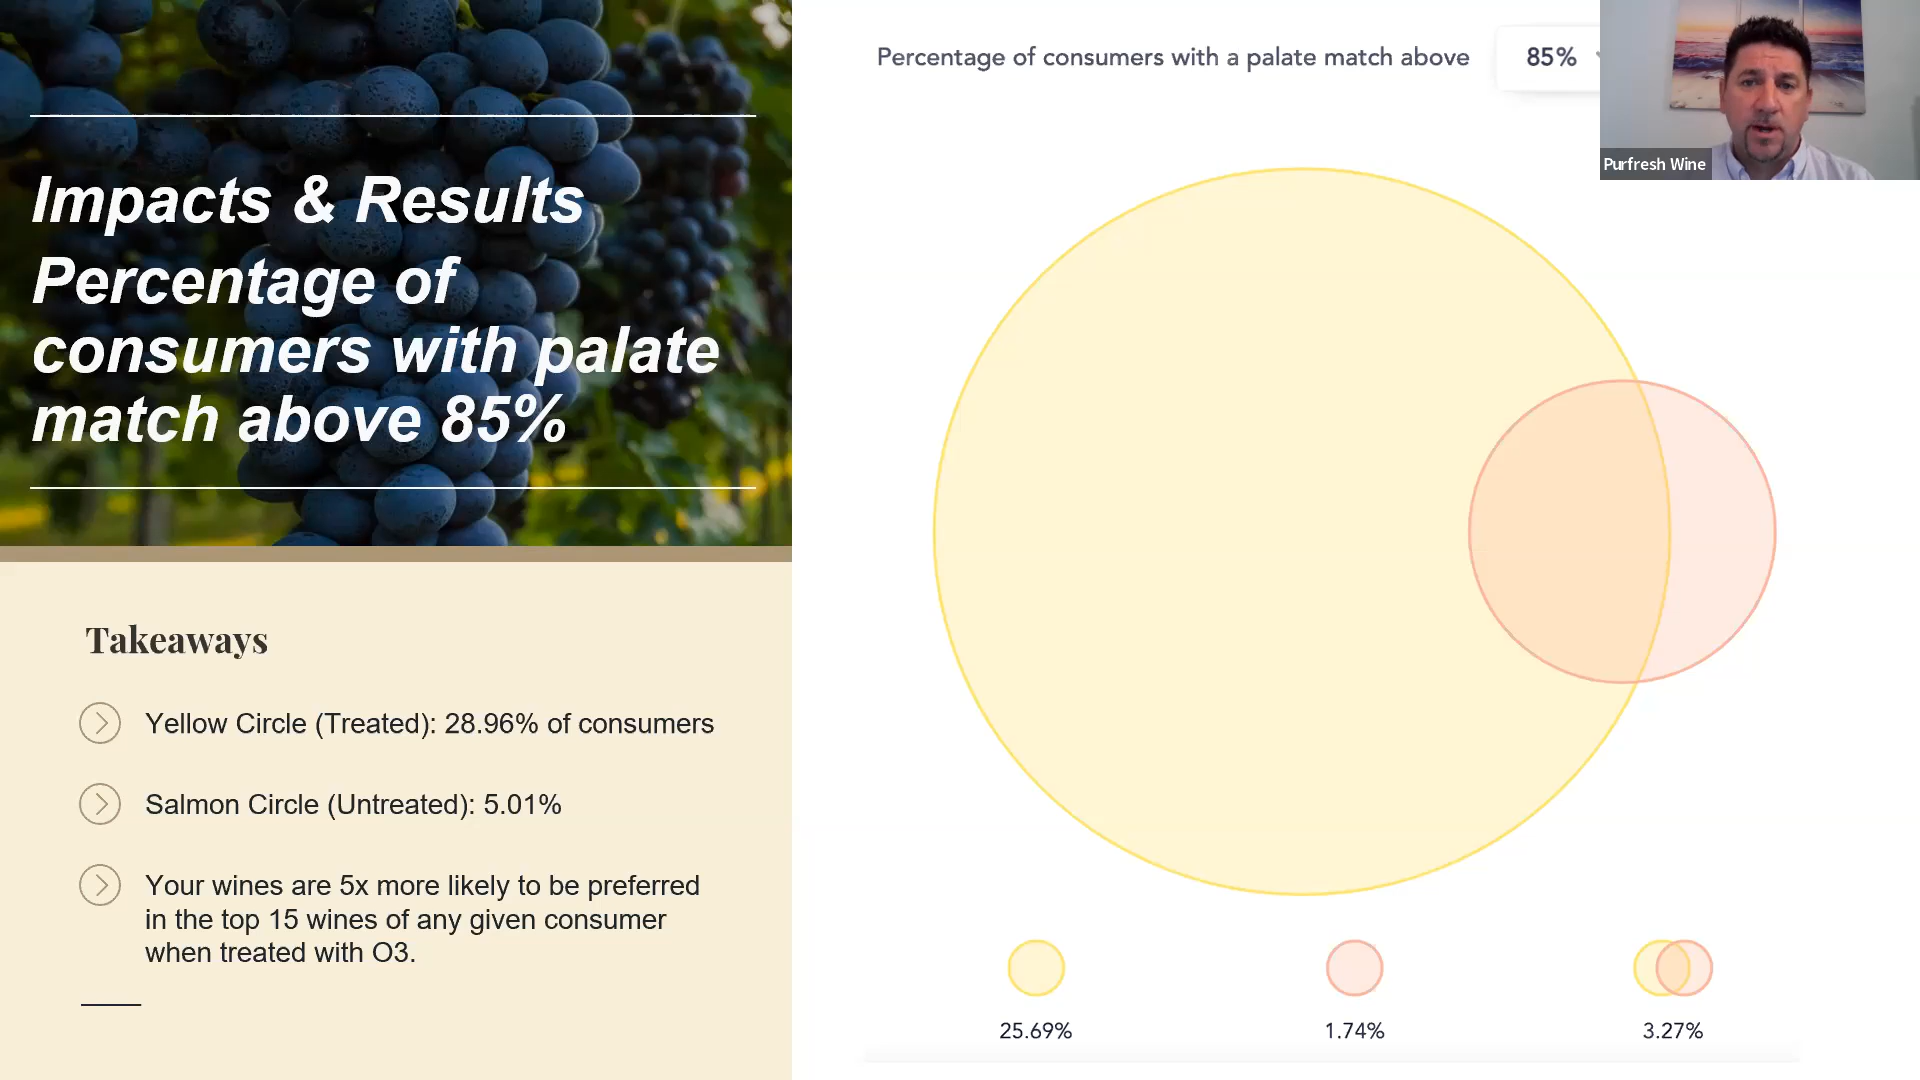 Impacts & Results
Percentage of
consumers with palate
match above 85%
Takeaways
Yellow Circle (Treated): 28.96% of consumers
Salmon Circle (Untreated): 5.01%
Your wines are 5x more likely to be preferred
in the top 15 wines of any given consumer
when treated with O3.
Percentage of consumers with a palate match above 85%
Purfresh Wine
25.69%
1.74%
3.27%